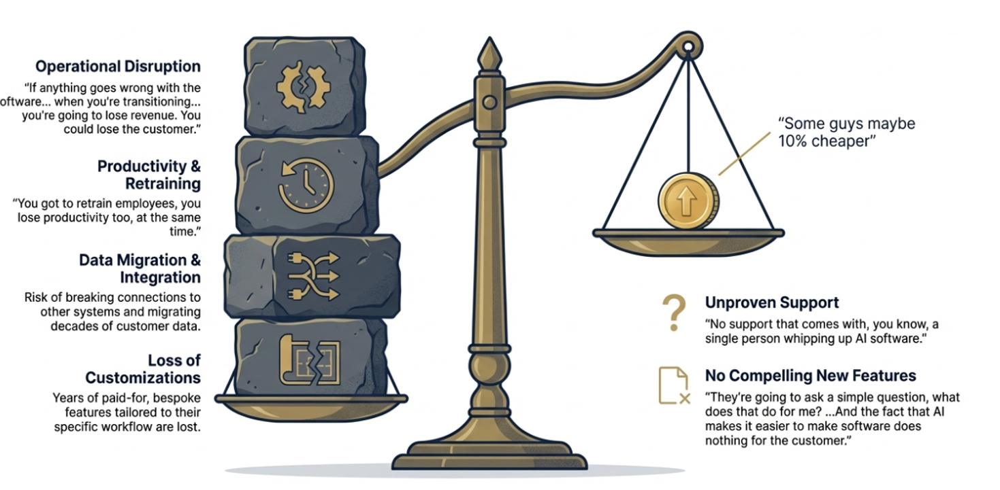 Operational Disruption
“If anything goes wrong with the
oftware... when you're transitioning...
you're going to lose revenue. You
could lose the customer.”
Productivity &
Retraining
“You got to retrain employees, you
lose productivity too, at the same
time.”
Data Migration &
Integration
Risk of breaking connections to
other systems and migrating
decades of customer data.
Loss of
Customizations
Years of paid-for, bespoke
features tailored to their
specific workflow are lost.
“Some guys maybe
10% cheaper”
?
Unproven Support
“No support that comes with, you know, a
single person whipping up AI software.”
No Compelling New Features
“They're going to ask a simple question, what
does that do for me? ...And the fact that AI
makes it easier to make software does
nothing for the customer.”